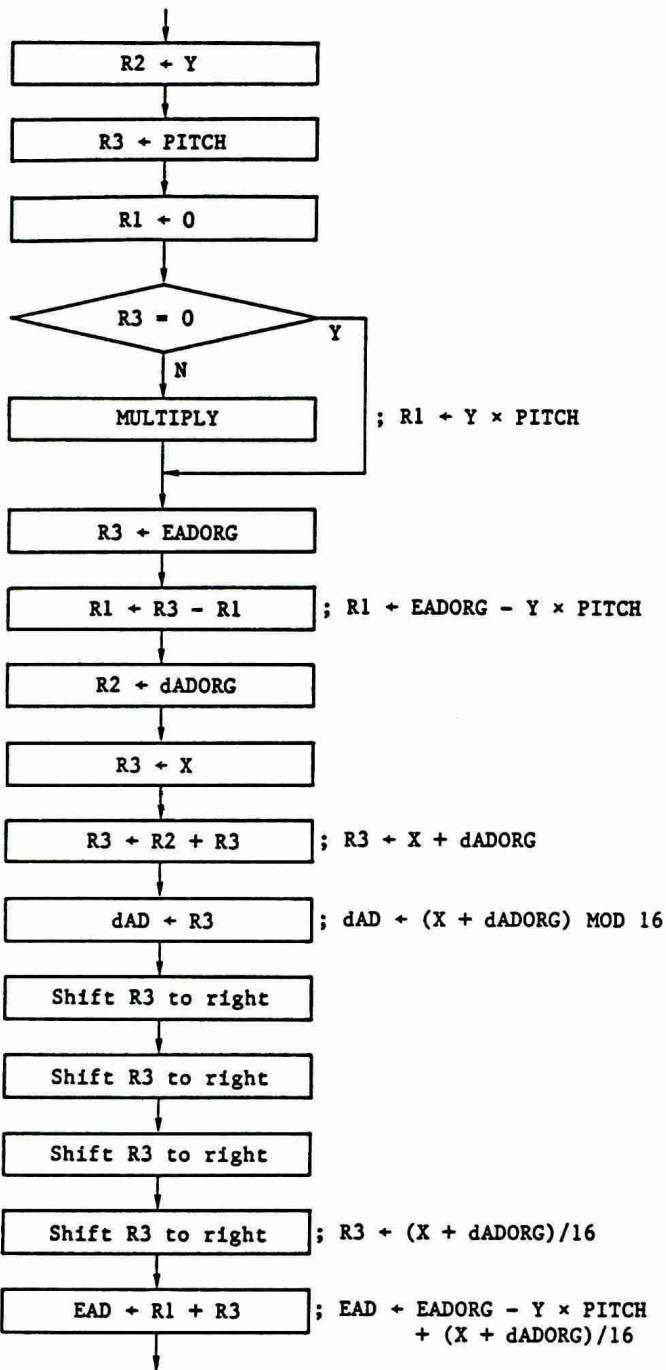 R2 ← Y
R3 ← PITCH
R1 ← 0
R3 = 0
Y
N
MULTIPLY
; R1 ← Y × PITCH
R3 ← EADORG
R1 ← R3 - R1
; R1 ← EADORG - Y × PITCH
R2 ← dADORG
R3 ← X
R3 ← R2 + R3
; R3 ← X + dADORG
dAD ← R3
; dAD ← (X + dADORG) MOD 16
Shift R3 to right
Shift R3 to right
Shift R3 to right
Shift R3 to right
; R3 ← (X + dADORG)/16
EAD ← R1 + R3
; EAD ← EADORG - Y × PITCH
+ (X + dADORG)/16